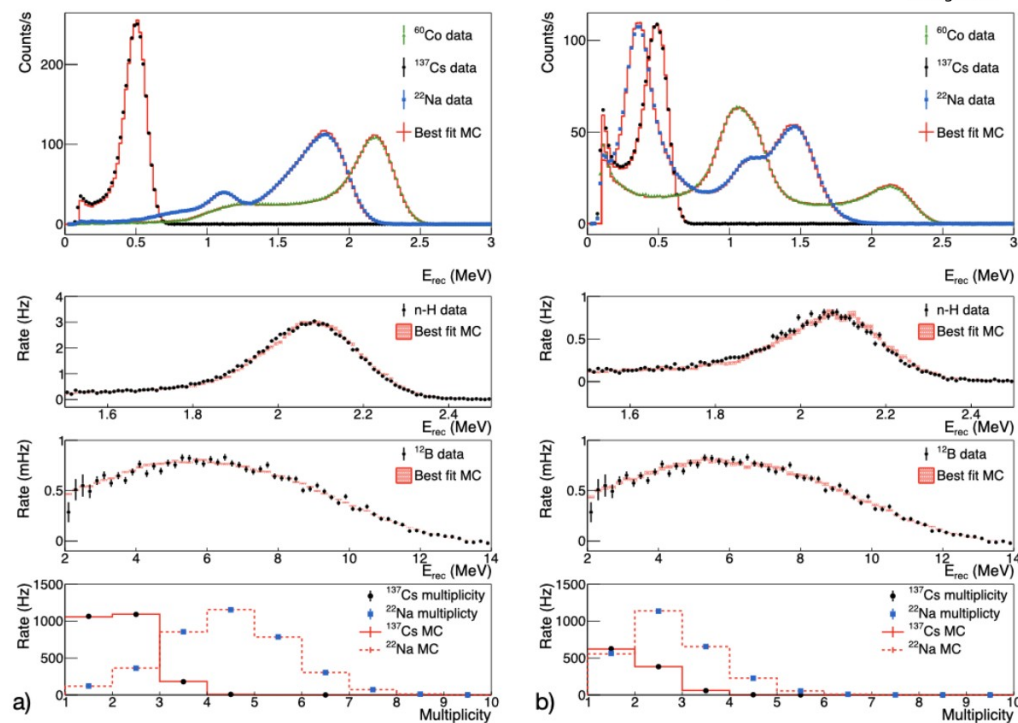 Counts/s
200
100
0
⁶⁰Co data
¹³⁷Cs data
²²Na data
Best fit MC
0 0.5 1 1.5 2 2.5 3
E_rec (MeV)
Rate (Hz)
4
3
2
1
0
n-H data
Best fit MC
1.6 1.8 2 2.2 2.4
E_rec (MeV)
Rate (mHz)
1
0.5
0
¹²B data
Best fit MC
2 4 6 8 10 12 14
E_rec (MeV)
Rate (Hz)
1500
1000
500
0
¹³⁷Cs multiplicity
²²Na multiplicty
¹³⁷Cs MC
²²Na MC
1 2 3 4 5 6 7 8 9 10
Multiplicity
a)
Counts/s
100
50
0
⁶⁰Co data
¹³⁷Cs data
²²Na data
Best fit MC
0 0.5 1 1.5 2 2.5 3
E_rec (MeV)
Rate (Hz)
1
0.5
0
n-H data
Best fit MC
1.6 1.8 2 2.2 2.4
E_rec (MeV)
Rate (mHz)
1
0.5
0
¹²B data
Best fit MC
2 4 6 8 10 12 14
E_rec (MeV)
Rate (Hz)
1500
1000
500
0
¹³⁷Cs multiplicity
²²Na multiplicty
¹³⁷Cs MC
²²Na MC
1 2 3 4 5 6 7 8 9 10
Multiplicity
b)